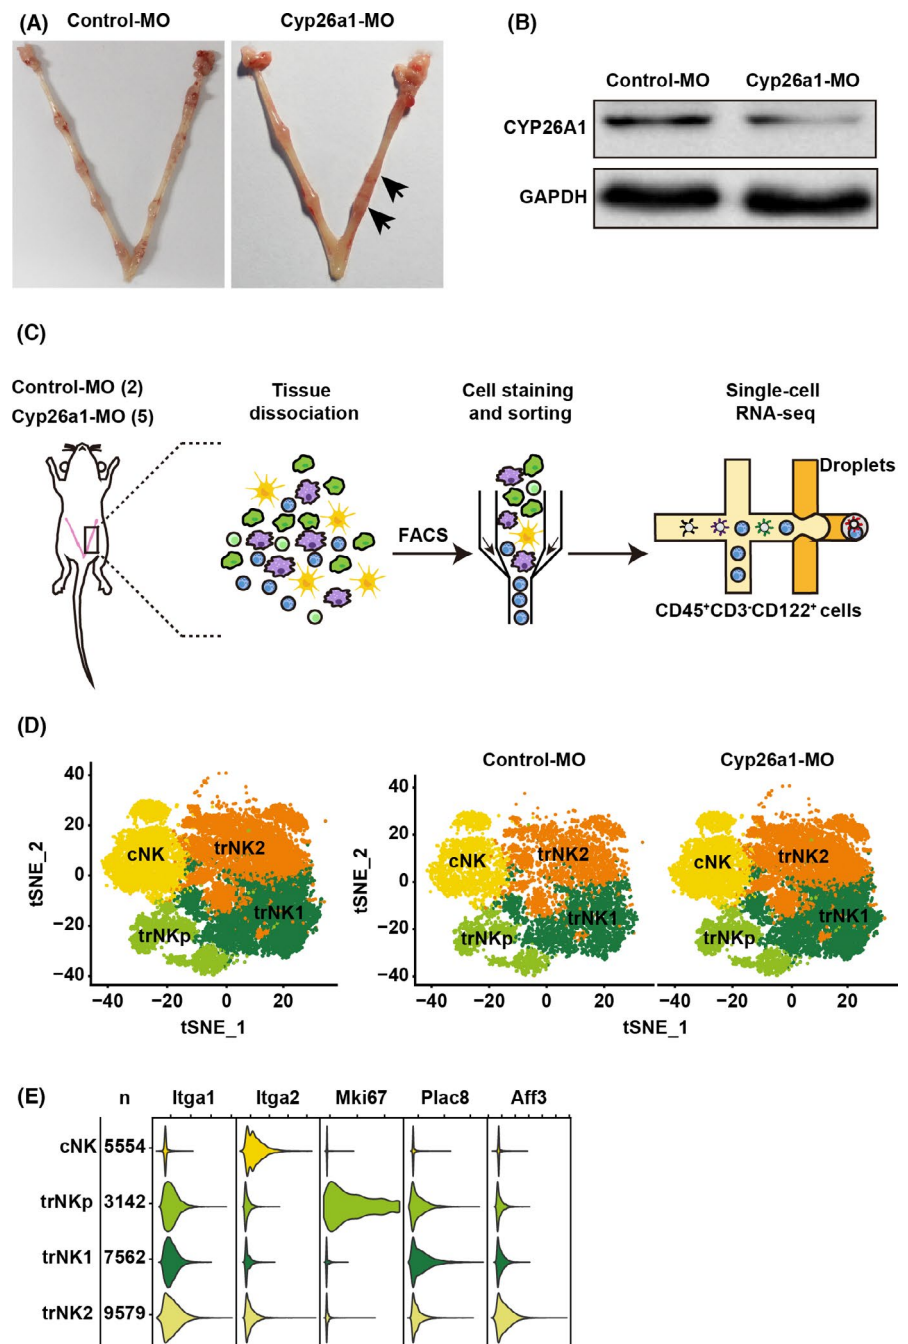 (A)
Control-MO
Cyp26a1-MO
(B)
Control-MO
Cyp26a1-MO
CYP26A1
GAPDH
(C)
Control-MO (2)
Cyp26a1-MO (5)
Tissue
dissociation
Cell staining
and sorting
Single-cell
RNA-seq
Droplets
FACS
CD45⁺CD3⁻CD122⁺ cells
(D)
Control-MO
Cyp26a1-MO
tSNE_2
40
20
0
−20
−40
cNK
trNK2
trNK1
trNKp
−40
−20
0
20
tSNE_1
tSNE_2
40
20
0
−20
−40
cNK
trNK2
trNK1
trNKp
cNK
trNK2
trNK1
trNKp
−40
−20
0
20
−40
−20
0
20
tSNE_1
(E)
n
Itga1
Itga2
Mki67
Plac8
Aff3
cNK 5554
trNKp 3142
trNK1 7562
trNK2 9579